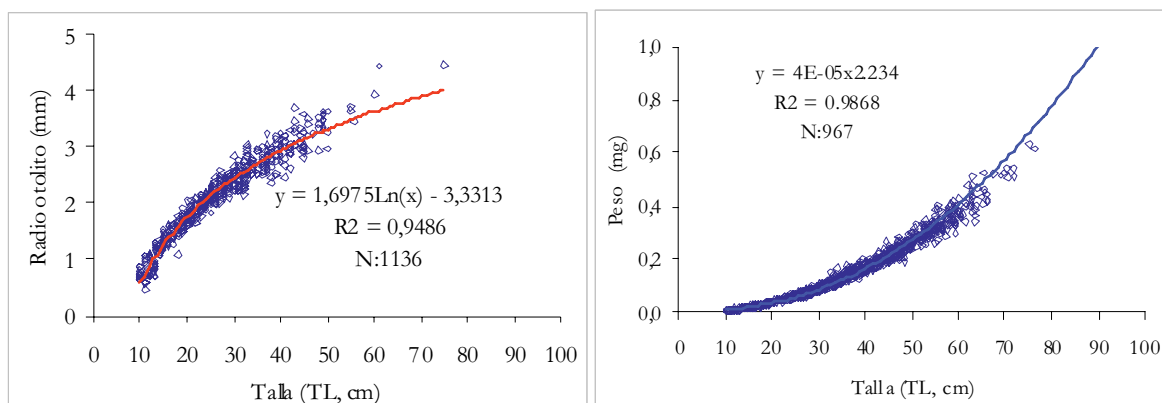 5
4
3
2
1
0
Radio otolito (mm)
y = 1,6975Ln(x) - 3,3313
R2 = 0,9486
N:1136
0 10 20 30 40 50 60 70 80 90 100
Talla (TL, cm)
1,0
0,8
0,6
0,4
0,2
0,0
Peso (mg)
y = 4E-05x2.234
R2 = 0.9868
N:967
0 10 20 30 40 50 60 70 80 90 100
Talla (TL, cm)